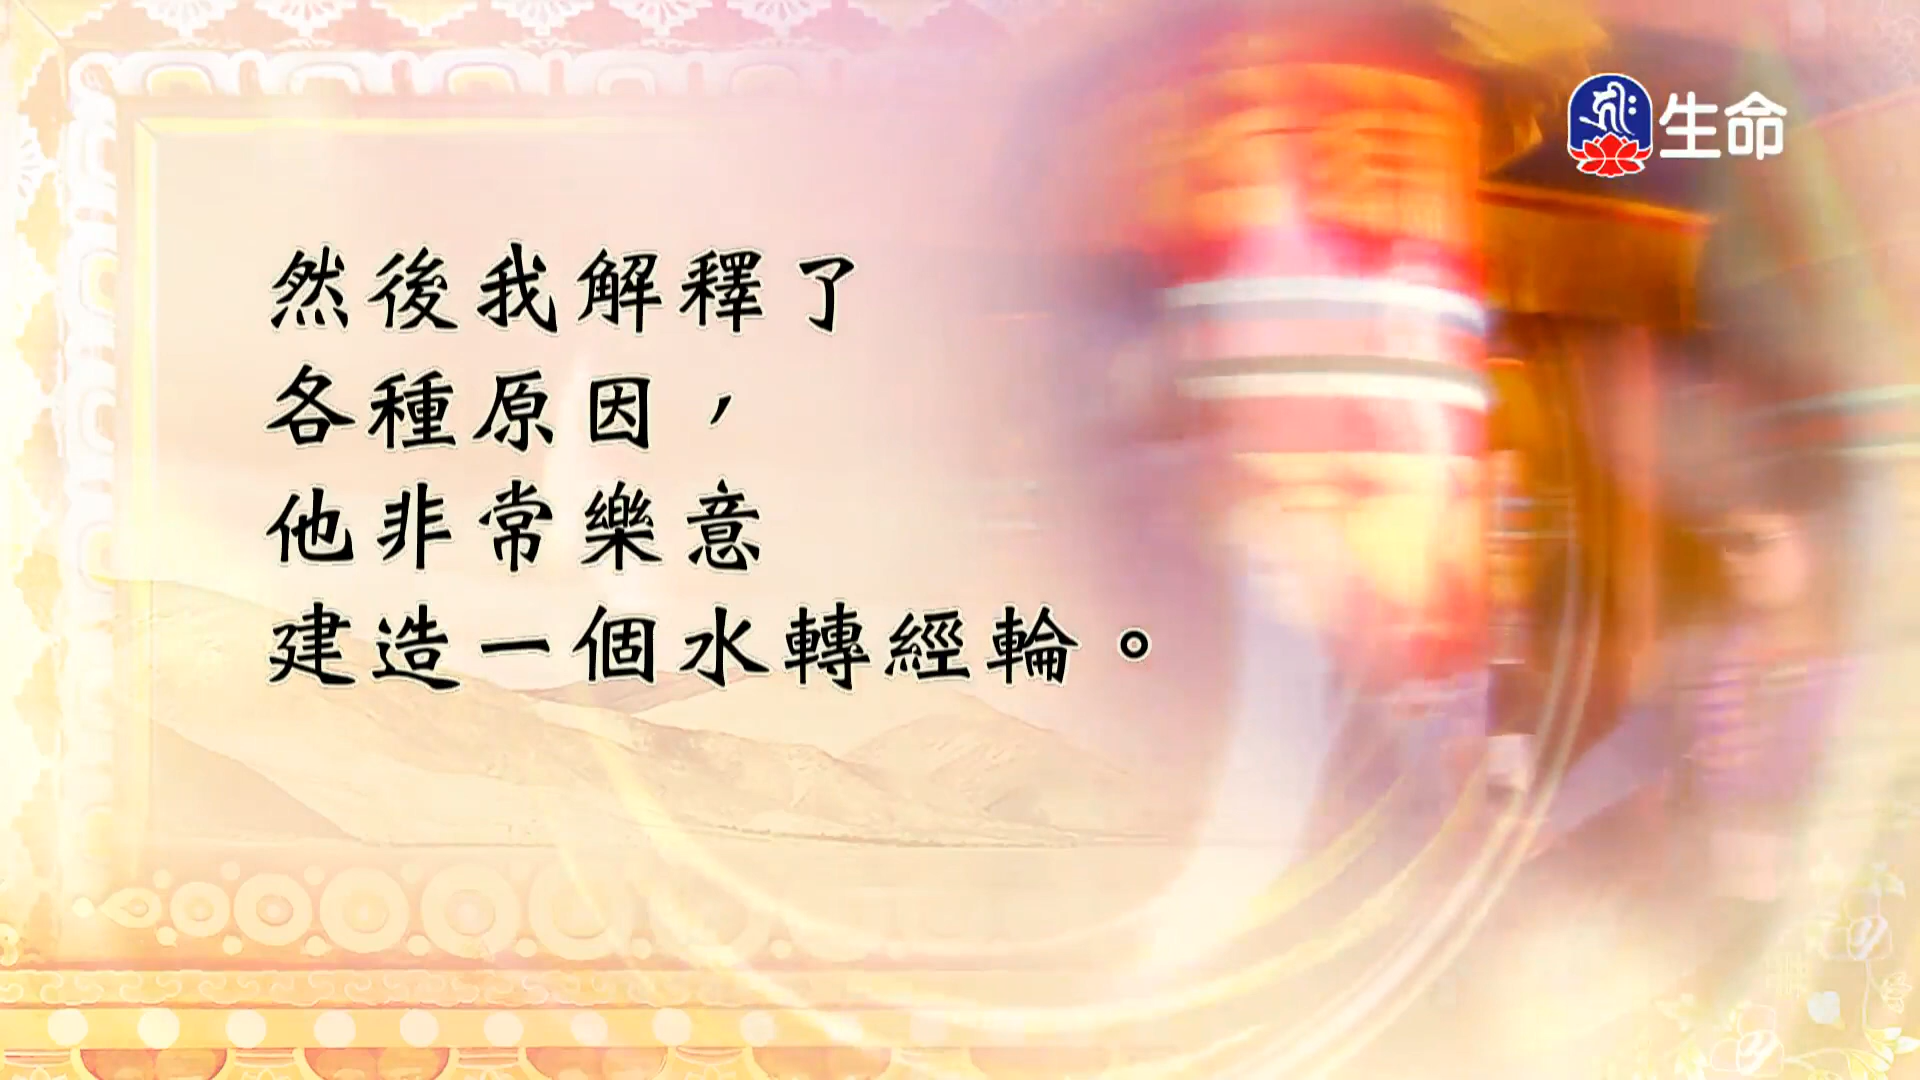 生命
然後我解釋了
各種原因，
他非常樂意
建造一個水轉經輪。